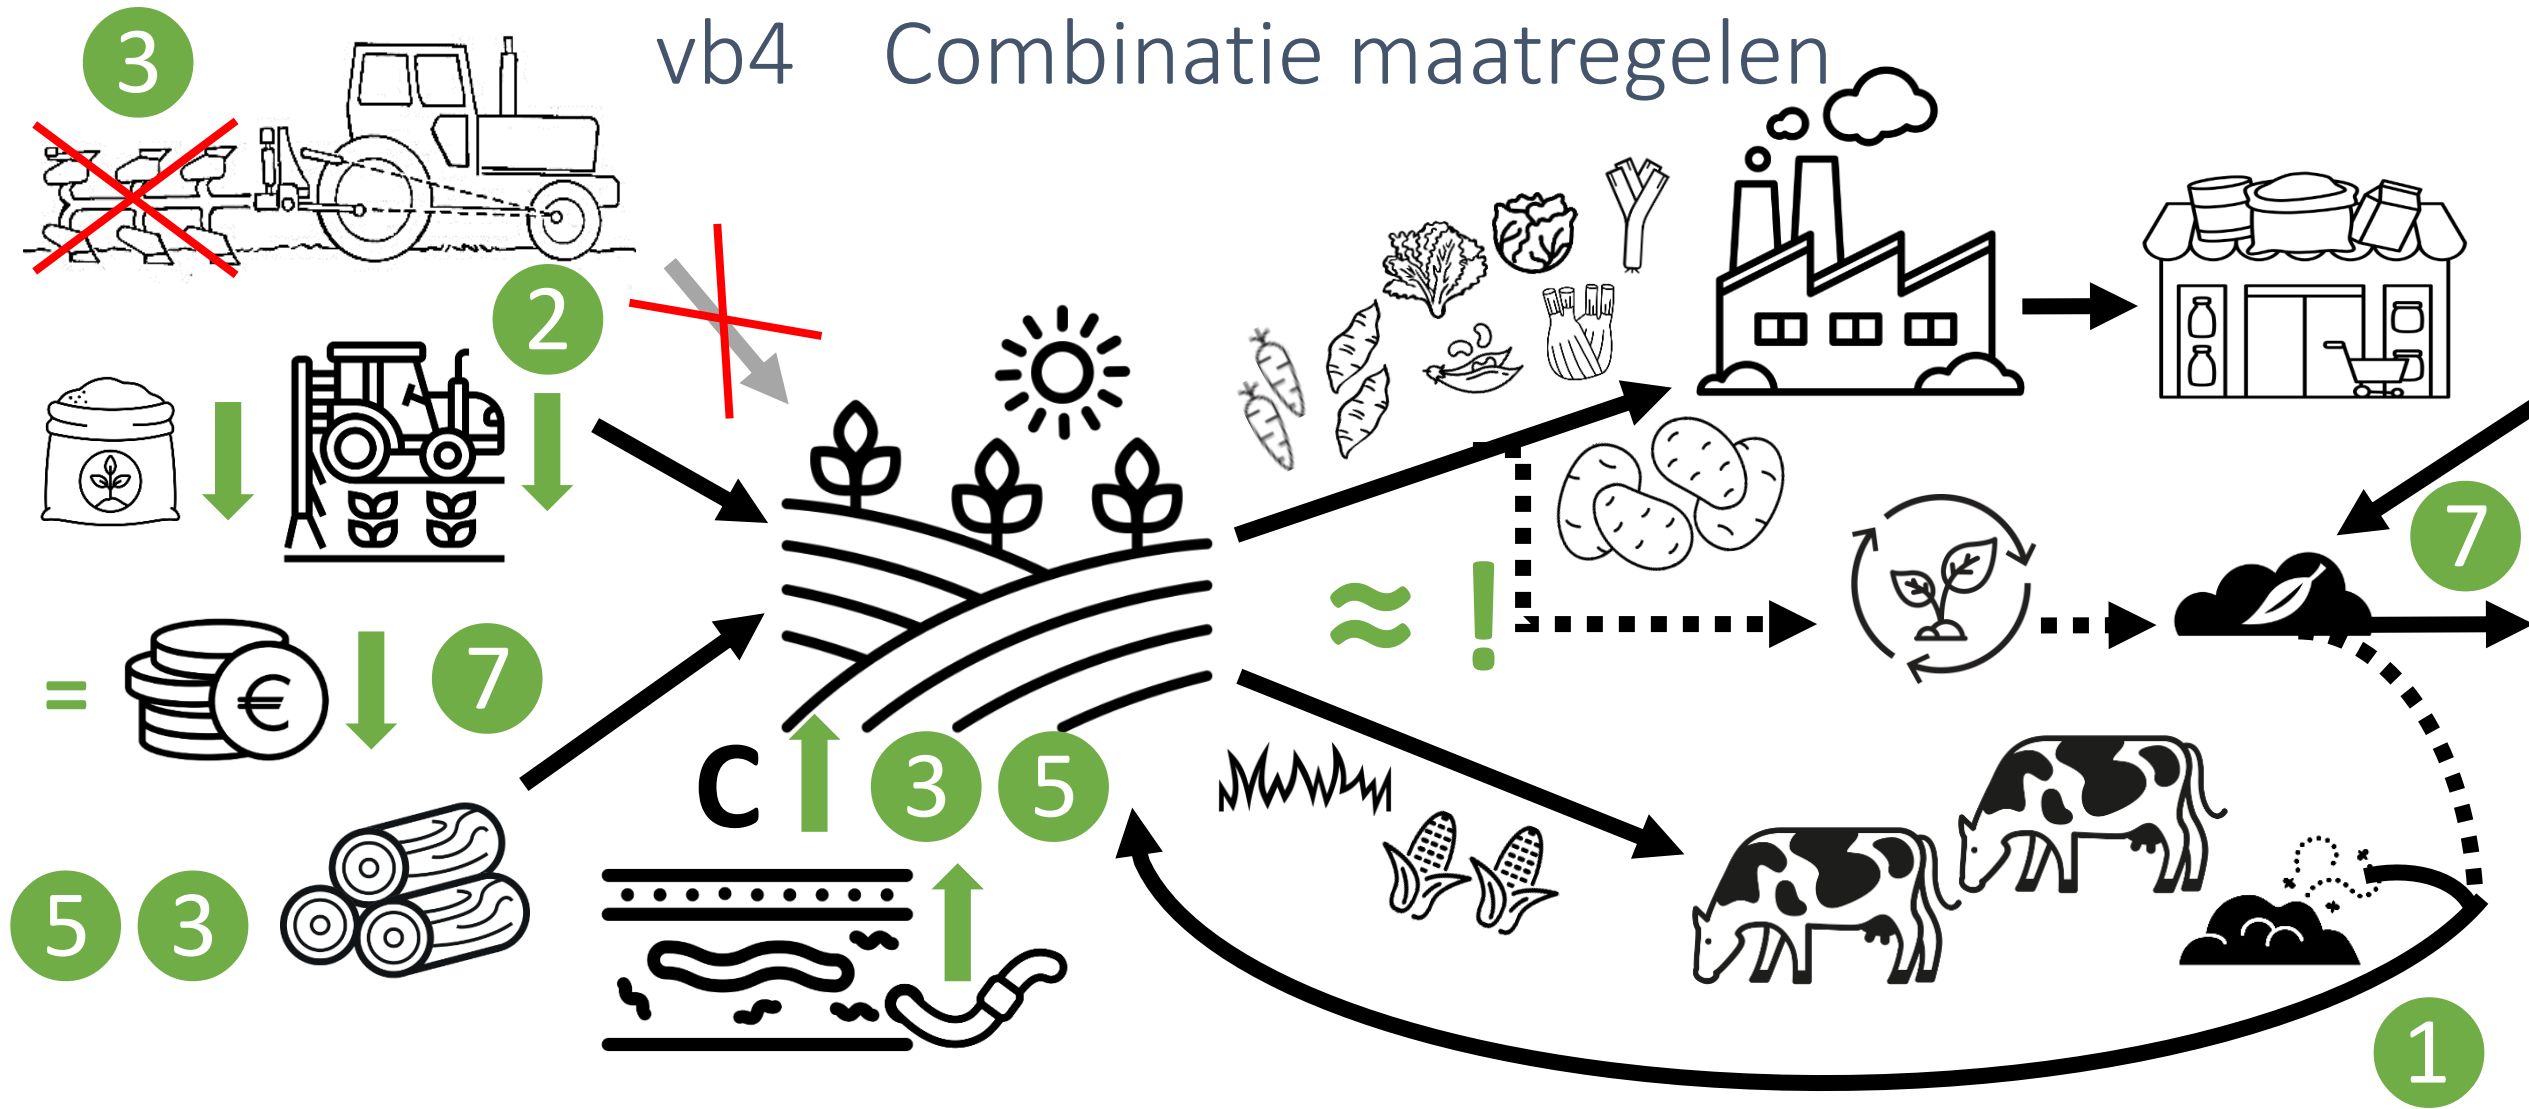 vb4 Combinatie maatregelen
3
2
= € 7
7
≈ !
C 3 5
5 3
1